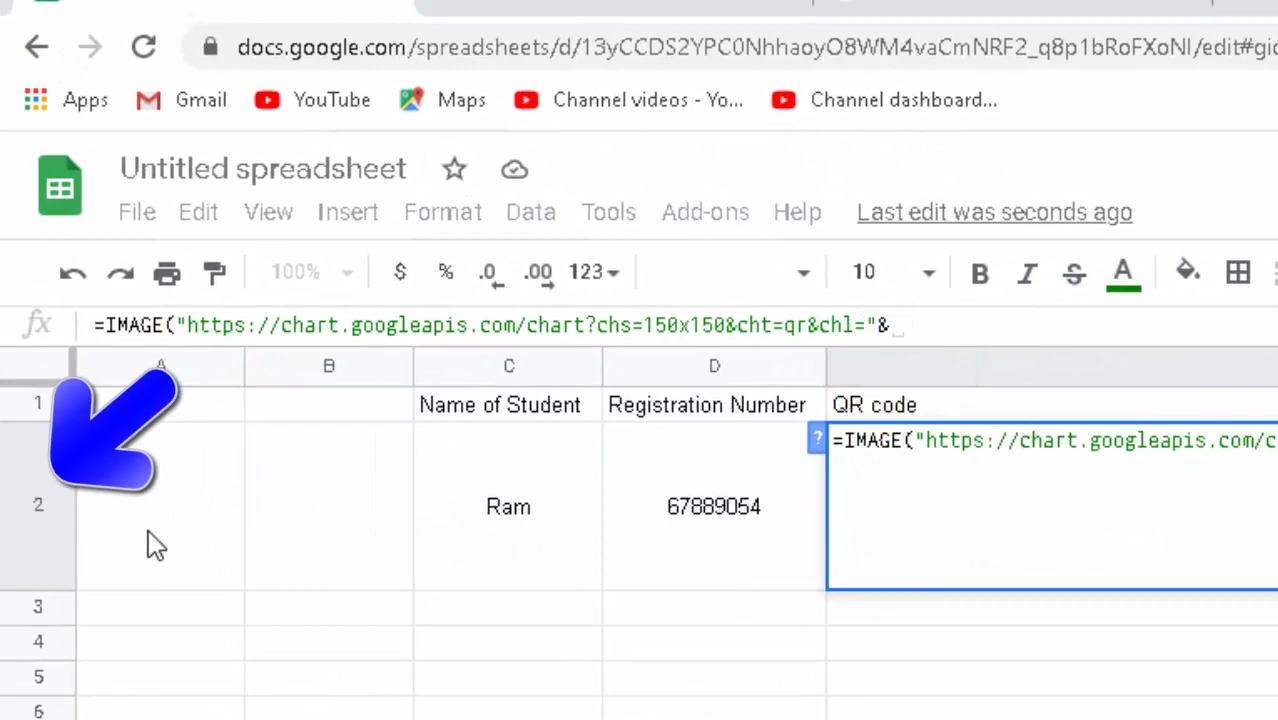 docs.google.com/spreadsheets/d/13yCCDS2YPC0NhhaoyO8WM4vaCmNRF2_q8p1bRoFXoNI/edit#gid
Apps Gmail YouTube Maps Channel videos - Yo... Channel dashboard...
Untitled spreadsheet
File Edit View Insert Format Data Tools Add-ons Help Last edit was seconds ago
100% $ % .0 .00 123 10 B I S A
fx =IMAGE("https://chart.googleapis.com/chart?chs=150x150&cht=qr&chl="&
A B C D
1 Name of Student Registration Number QR code
? =IMAGE("https://chart.googleapis.com/c
2 Ram 67889054
3
4
5
6